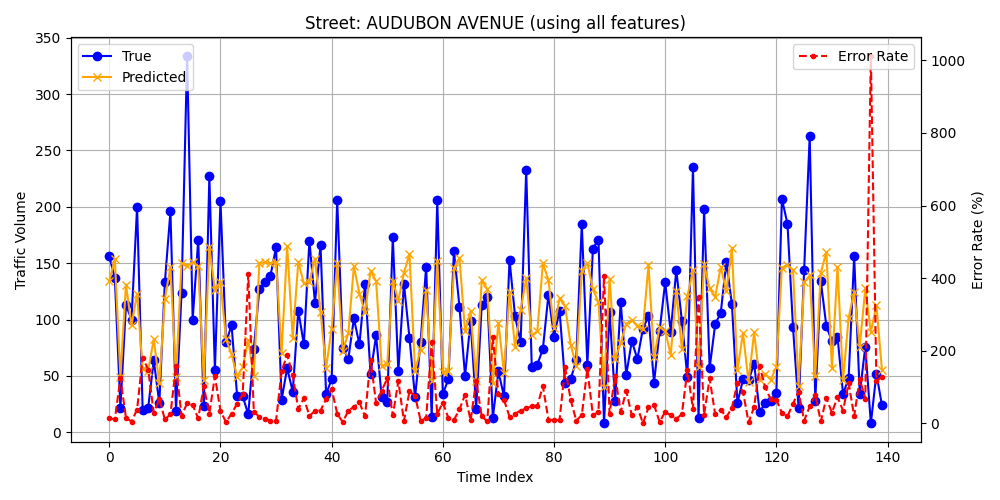 Street: AUDUBON AVENUE (using all features)
True
Predicted
Error Rate
350
300
250
200
150
100
50
0
Traffic Volume
1000
800
600
400
200
0
Error Rate (%)
0 20 40 60 80 100 120 140
Time Index